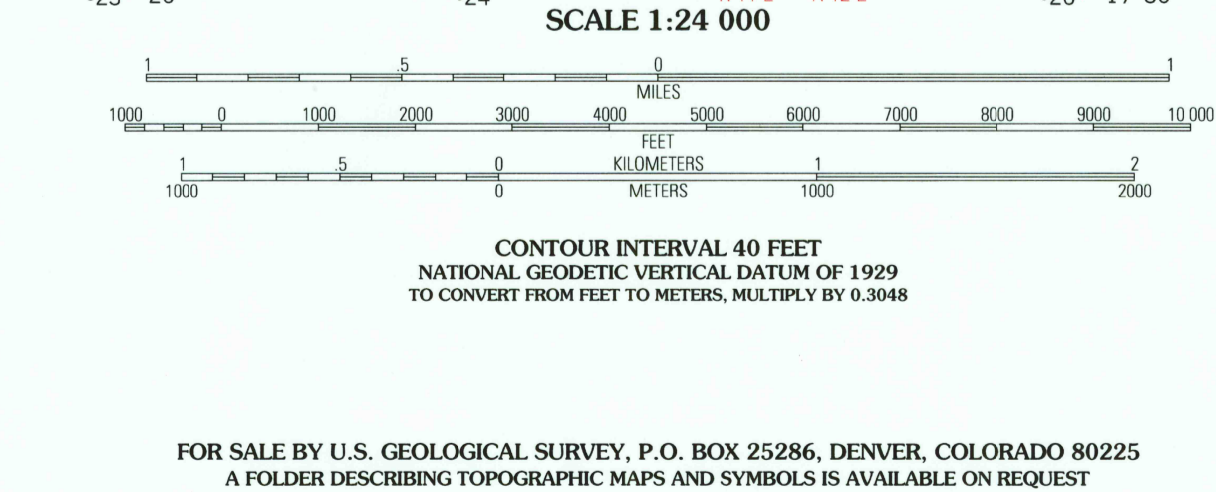 SCALE 1:24 000
1 .5 0 1
MILES
1000 0 1000 2000 3000 4000 5000 6000 7000 8000 9000 10 000
FEET
1 .5 0 KILOMETERS 1 2
1000 0 METERS 1000 2000
CONTOUR INTERVAL 40 FEET
NATIONAL GEODETIC VERTICAL DATUM OF 1929
TO CONVERT FROM FEET TO METERS, MULTIPLY BY 0.3048
FOR SALE BY U.S. GEOLOGICAL SURVEY, P.O. BOX 25286, DENVER, COLORADO 80225
A FOLDER DESCRIBING TOPOGRAPHIC MAPS AND SYMBOLS IS AVAILABLE ON REQUEST